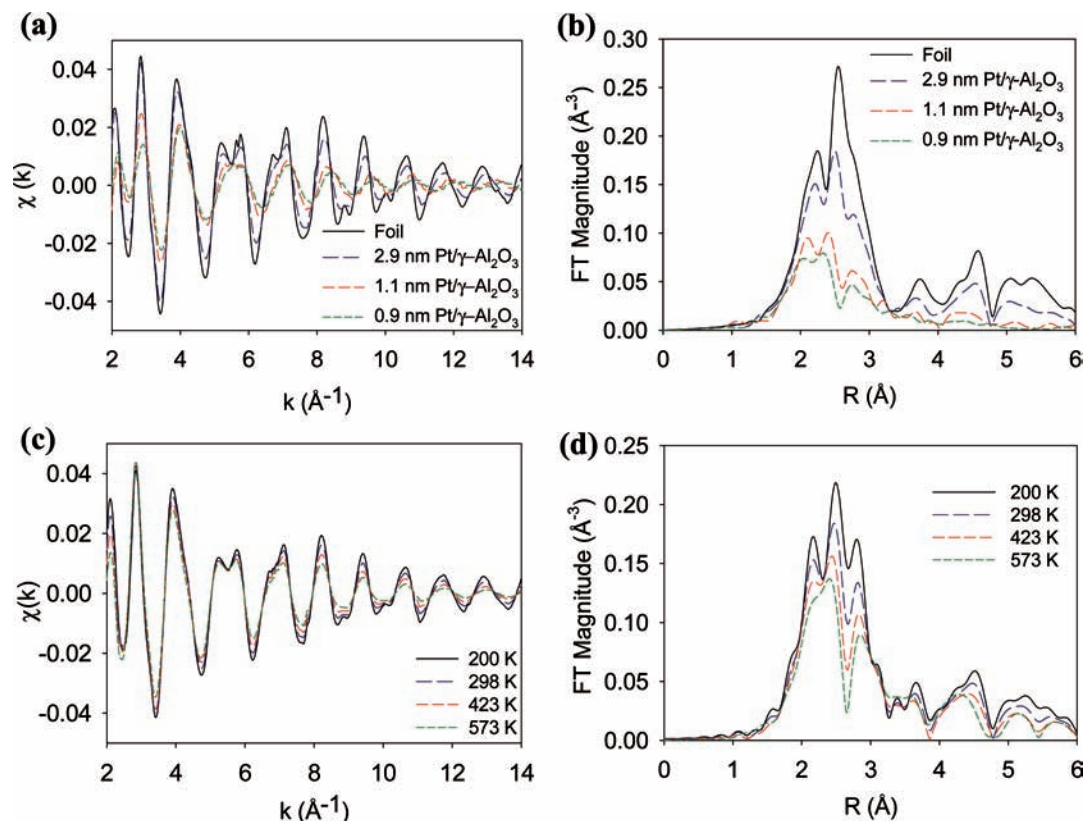 (a)
0.04
0.02
0.00
-0.02
-0.04
χ (k)
Foil
2.9 nm Pt/γ–Al₂O₃
1.1 nm Pt/γ–Al₂O₃
0.9 nm Pt/γ–Al₂O₃
2 4 6 8 10 12 14
k (Å⁻¹)
(b)
0.30
0.25
0.20
0.15
0.10
0.05
0.00
FT Magnitude (Å⁻³)
Foil
2.9 nm Pt/γ-Al₂O₃
1.1 nm Pt/γ-Al₂O₃
0.9 nm Pt/γ-Al₂O₃
0 1 2 3 4 5 6
R (Å)
(c)
0.04
0.02
0.00
-0.02
-0.04
χ(k)
200 K
298 K
423 K
573 K
2 4 6 8 10 12 14
k (Å⁻¹)
(d)
0.25
0.20
0.15
0.10
0.05
0.00
FT Magnitude (Å⁻³)
200 K
298 K
423 K
573 K
0 1 2 3 4 5 6
R (Å)